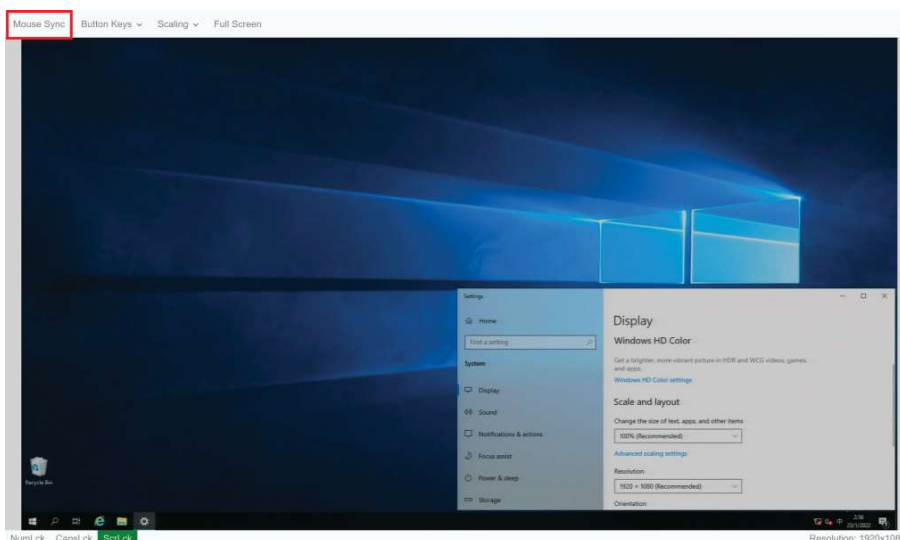 Mouse Sync Button Keys Scaling Full Screen
Settings
Home
Find a setting
System
Display
Sound
Notifications & actions
Focus assist
Power & sleep
Storage
Display
Windows HD Color
Get a brighter, more vibrant picture in HDR and WCG videos, games,
and apps.
Windows HD Color settings
Scale and layout
Change the size of text, apps, and other items
100% (Recommended)
Advanced scaling settings
Resolution
1920 × 1080 (Recommended)
Orientation
Recycle Bin
中
NumLck CapsLck ScrLck
Resolution: 1920x108